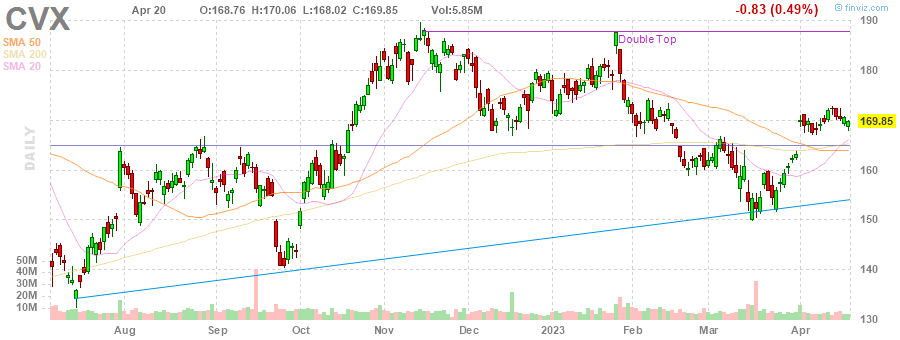 CVX Apr 20 O:168.76 H:170.06 L:168.02 C:169.85 Vol:5.85M -0.83 (0.49%) © finviz.com
SMA 50
SMA 200
SMA 20
Double Top
DAILY
190
180
169.85
160
150
140
130
50M
40M
30M
20M
10M
Aug Sep Oct Nov Dec 2023 Feb Mar Apr